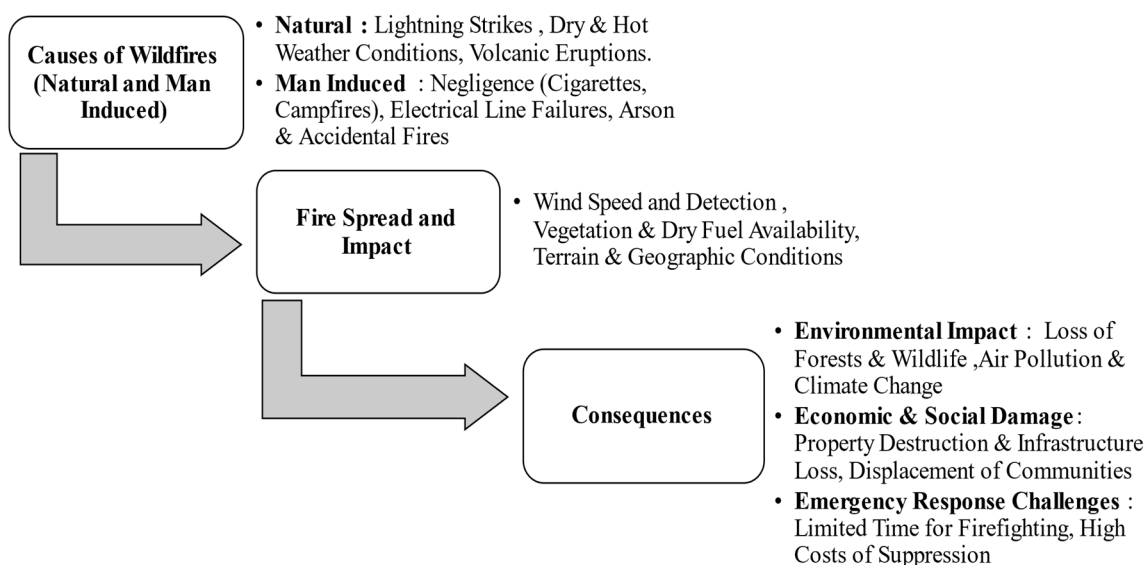 Causes of Wildfires
(Natural and Man
Induced)
• Natural : Lightning Strikes , Dry & Hot
Weather Conditions, Volcanic Eruptions.
• Man Induced : Negligence (Cigarettes,
Campfires), Electrical Line Failures, Arson
& Accidental Fires
Fire Spread and
Impact
• Wind Speed and Detection ,
Vegetation & Dry Fuel Availability,
Terrain & Geographic Conditions
Consequences
• Environmental Impact : Loss of
Forests & Wildlife ,Air Pollution &
Climate Change
• Economic & Social Damage :
Property Destruction & Infrastructure
Loss, Displacement of Communities
• Emergency Response Challenges :
Limited Time for Firefighting, High
Costs of Suppression